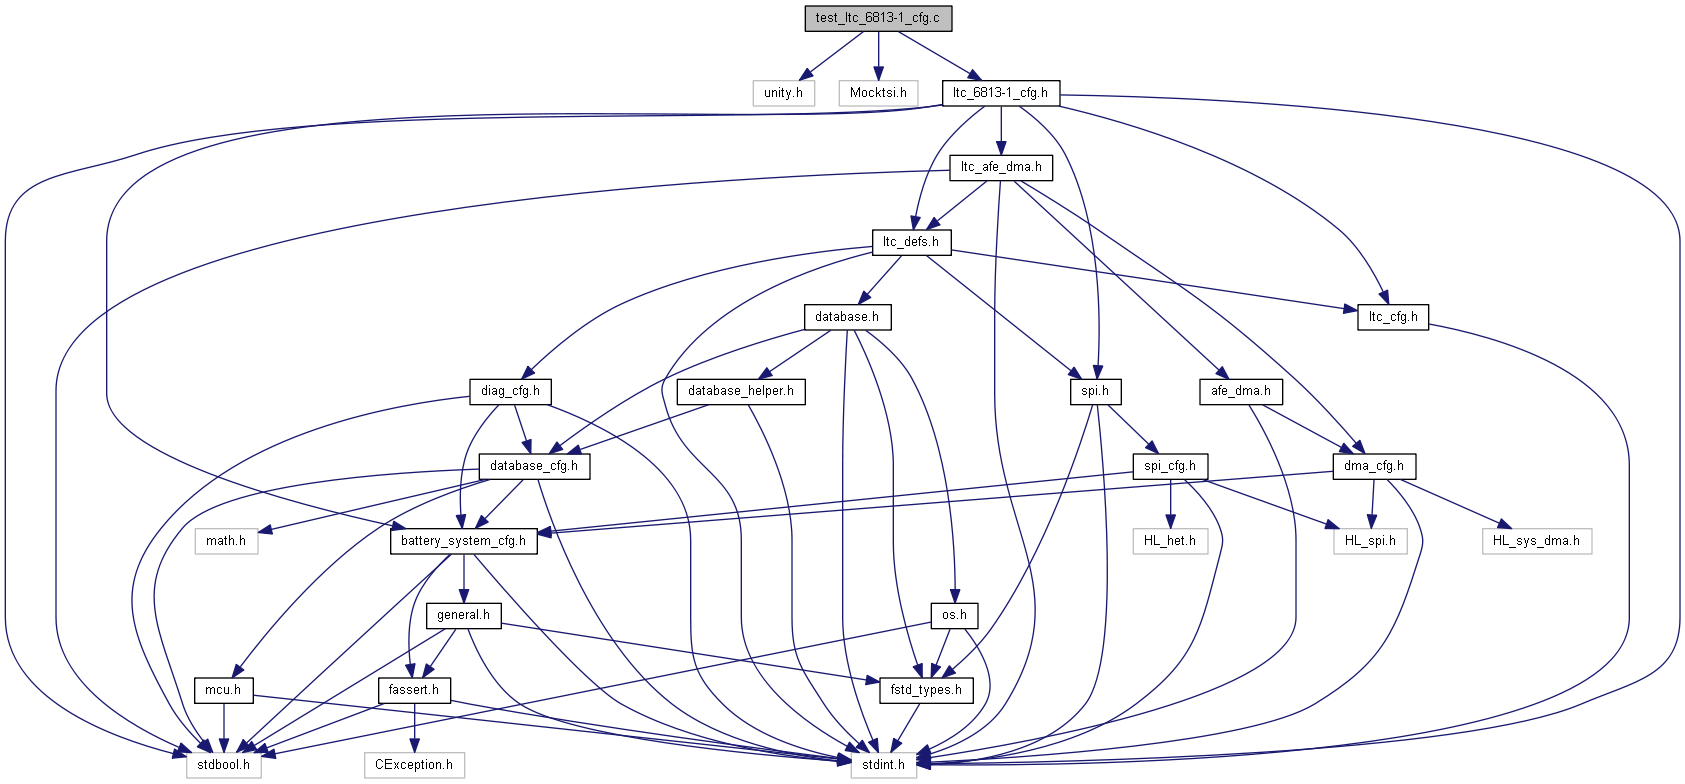 test_ltc_6813-1_cfg.c
unity.h
Mocktsi.h
ltc_6813-1_cfg.h
ltc_afe_dma.h
ltc_defs.h
database.h
ltc_cfg.h
diag_cfg.h
database_helper.h
spi.h
afe_dma.h
database_cfg.h
spi_cfg.h
dma_cfg.h
math.h
battery_system_cfg.h
HL_het.h
HL_spi.h
HL_sys_dma.h
general.h
os.h
mcu.h
fassert.h
fstd_types.h
stdbool.h
CException.h
stdint.h